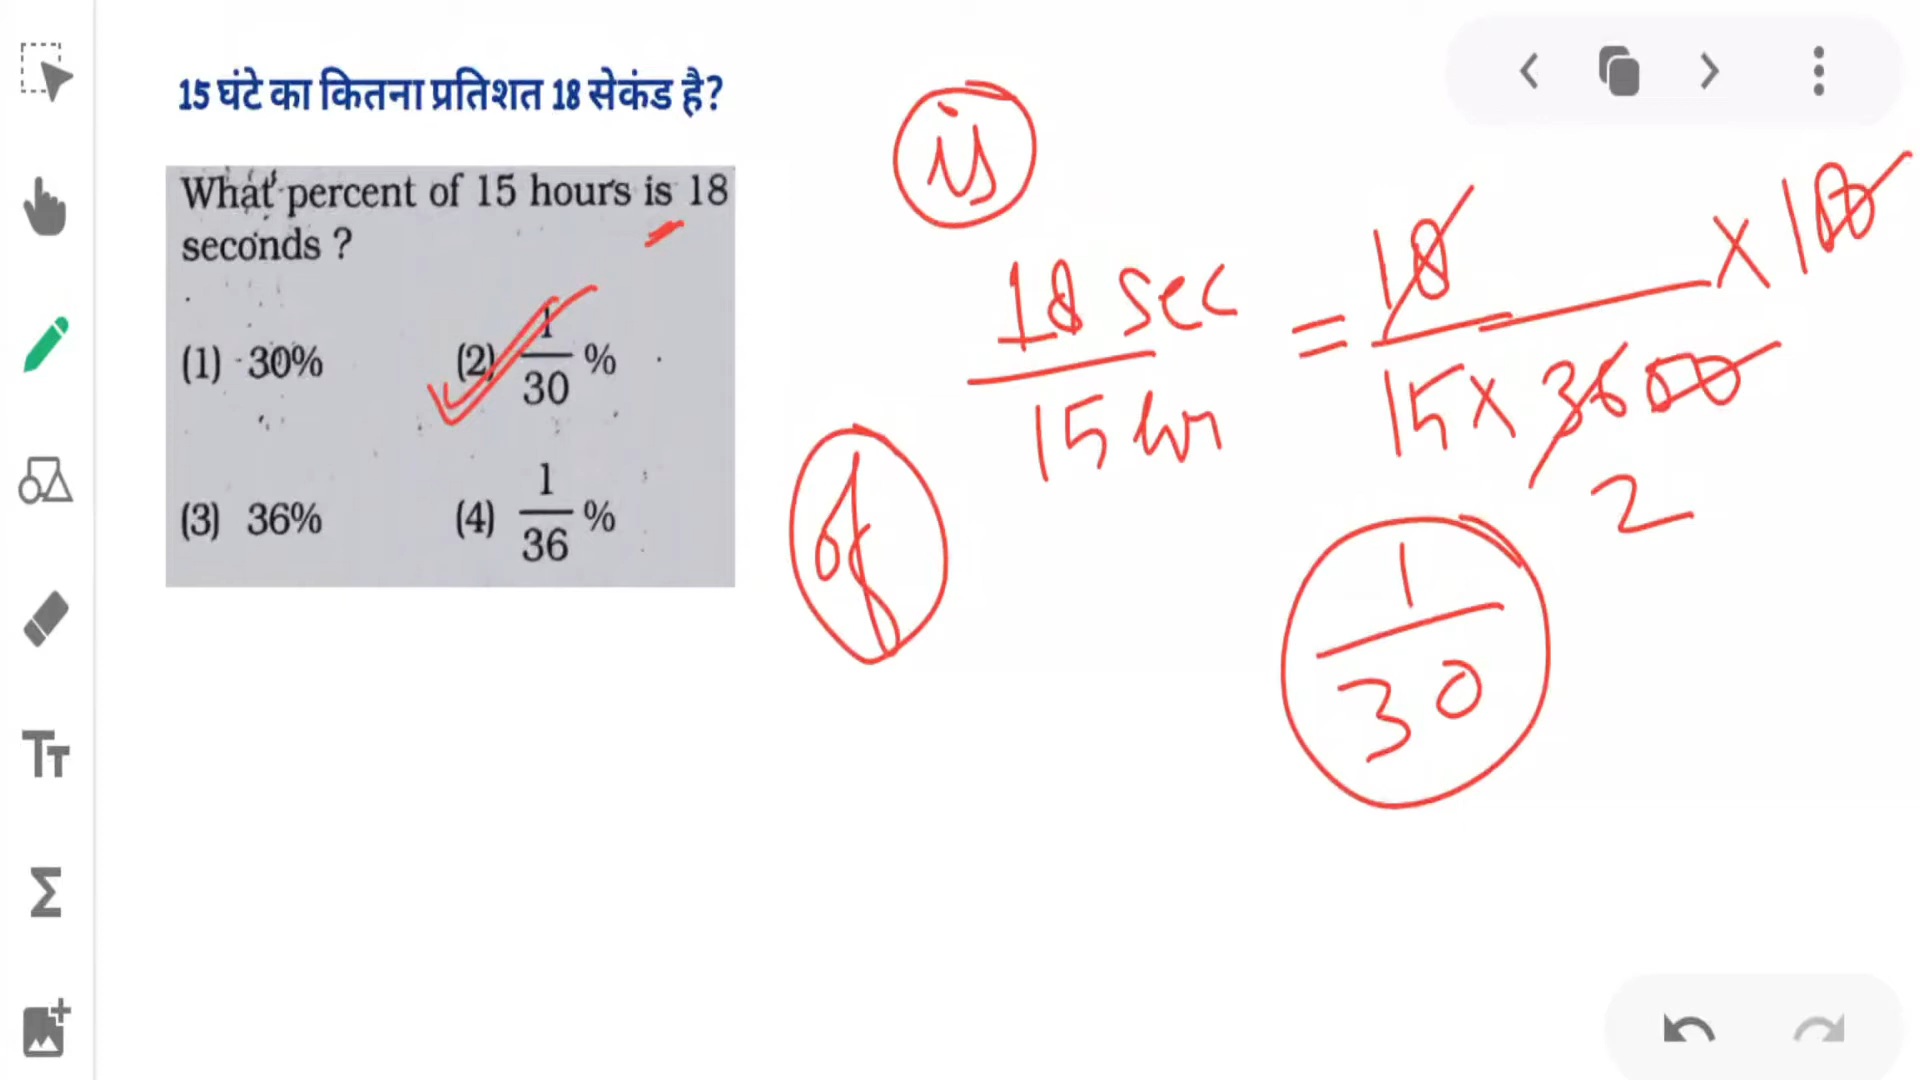 15 घंटे का कितना प्रतिशत 18 सेकंड है?
What percent of 15 hours is 18
seconds ?
(1) 30% (2) 1/30 %
(3) 36% (4) 1/36 %
is
of
18 sec / 15 hr = 18 / 15 x 3600 x 100
2
1/30